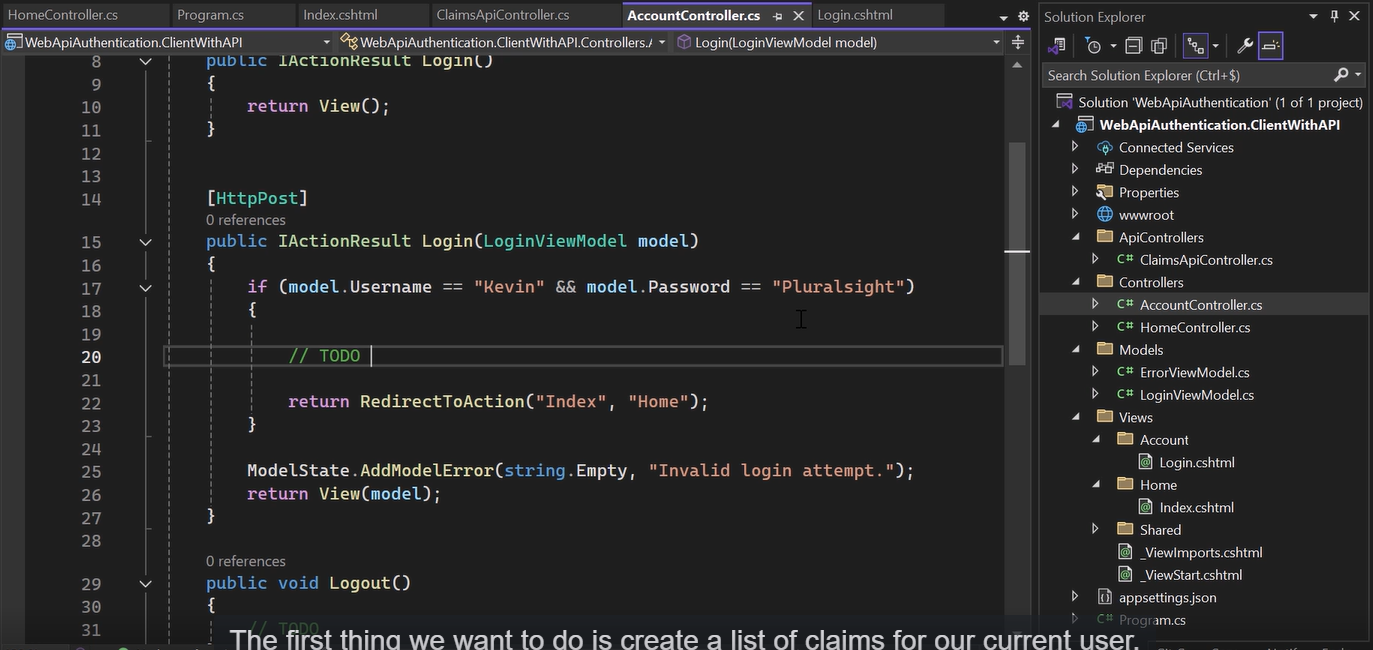 HomeController.cs Program.cs Index.cshtml ClaimsApiController.cs AccountController.cs Login.cshtml
WebApiAuthentication.ClientWithAPI WebApiAuthentication.ClientWithAPI.Controllers. Login(LoginViewModel model)
8 public IActionResult Login()
9 {
10 return View();
11 }
12
13
14 [HttpPost]
0 references
15 public IActionResult Login(LoginViewModel model)
16 {
17 if (model.Username == "Kevin" && model.Password == "Pluralsight")
18 {
19
20 // TODO
21
22 return RedirectToAction("Index", "Home");
23 }
24
25 ModelState.AddModelError(string.Empty, "Invalid login attempt.");
26 return View(model);
27 }
28
0 references
29 public void Logout()
30 {
31 // TODO
The first thing we want to do is create a list of claims for our current user.
Solution Explorer
Search Solution Explorer (Ctrl+$)
Solution 'WebApiAuthentication' (1 of 1 project)
WebApiAuthentication.ClientWithAPI
Connected Services
Dependencies
Properties
wwwroot
ApiControllers
C# ClaimsApiController.cs
Controllers
C# AccountController.cs
C# HomeController.cs
Models
C# ErrorViewModel.cs
C# LoginViewModel.cs
Views
Account
Login.cshtml
Home
Index.cshtml
Shared
_ViewImports.cshtml
_ViewStart.cshtml
appsettings.json
C# Program.cs